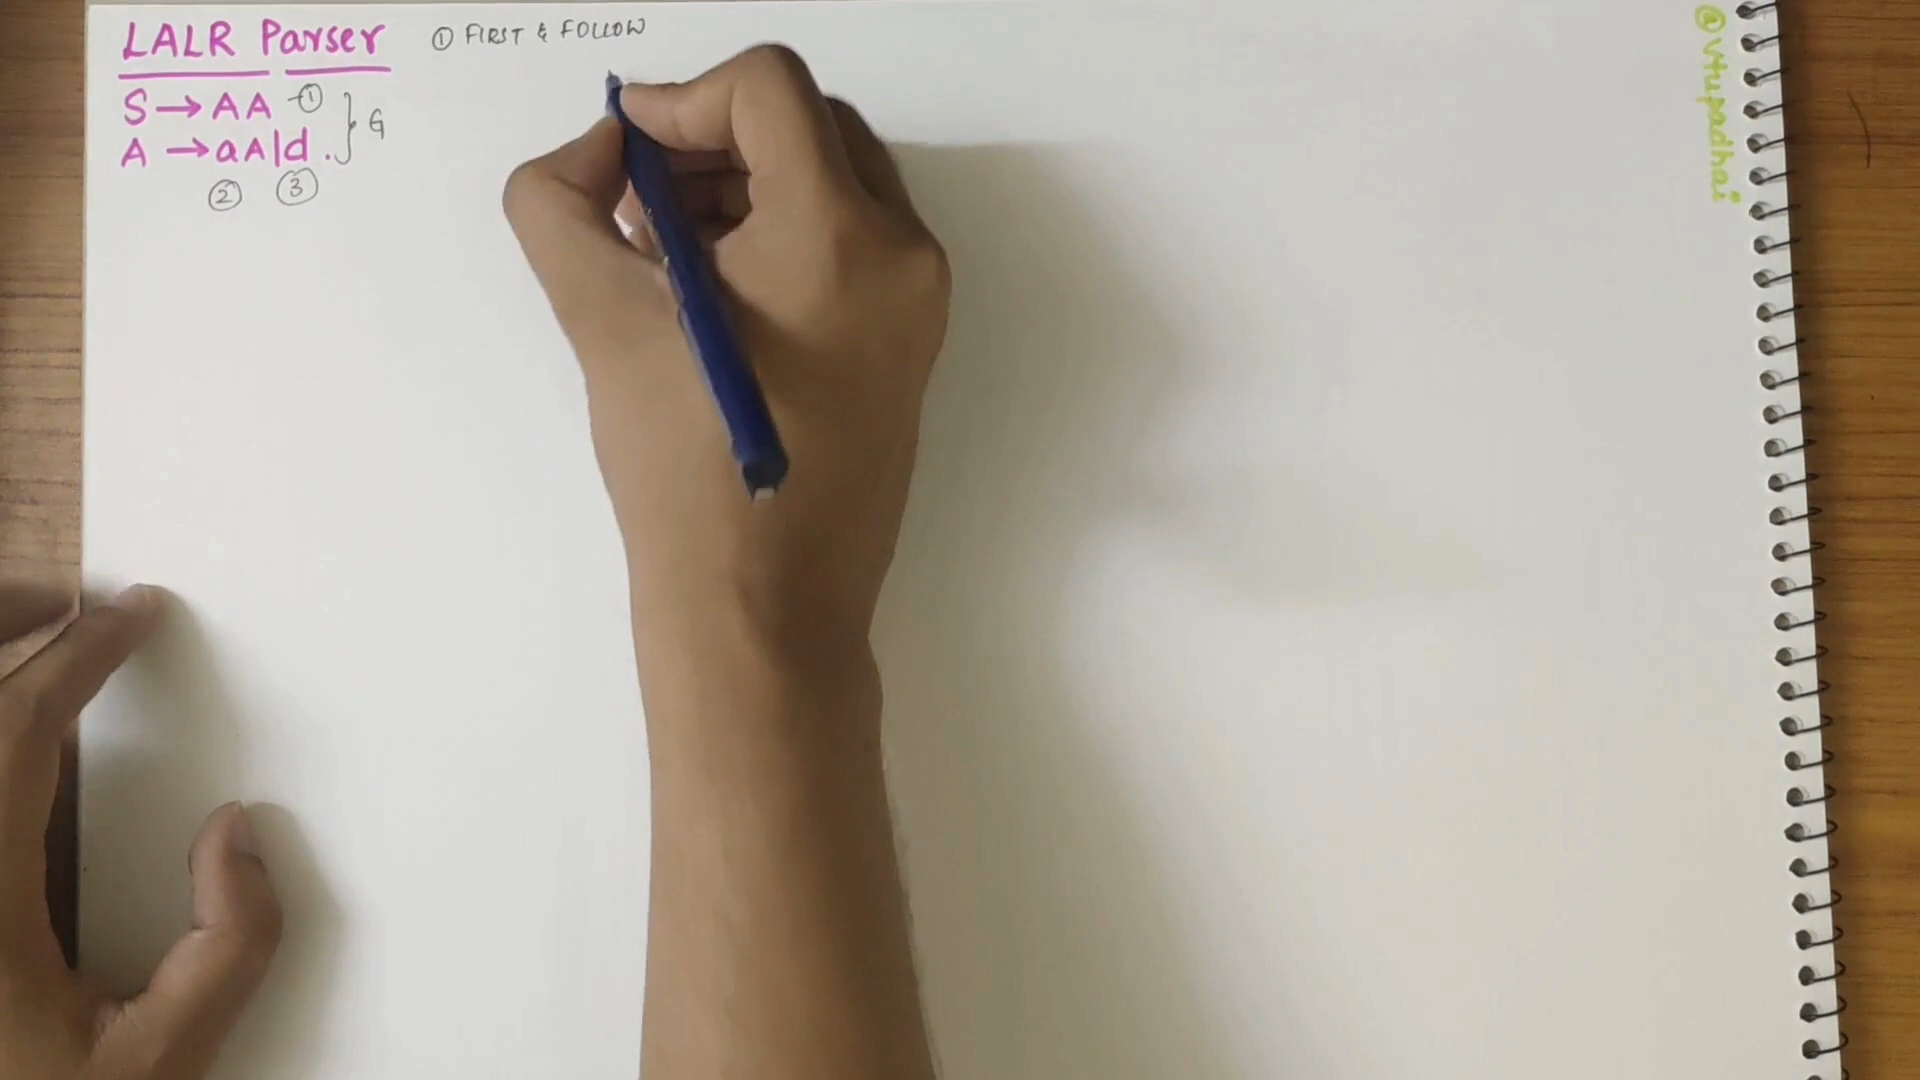 LALR Parser
① FIRST & FOLLOW
S → AA -①
A → aA|d . } G
② ③
@Vtupadhai